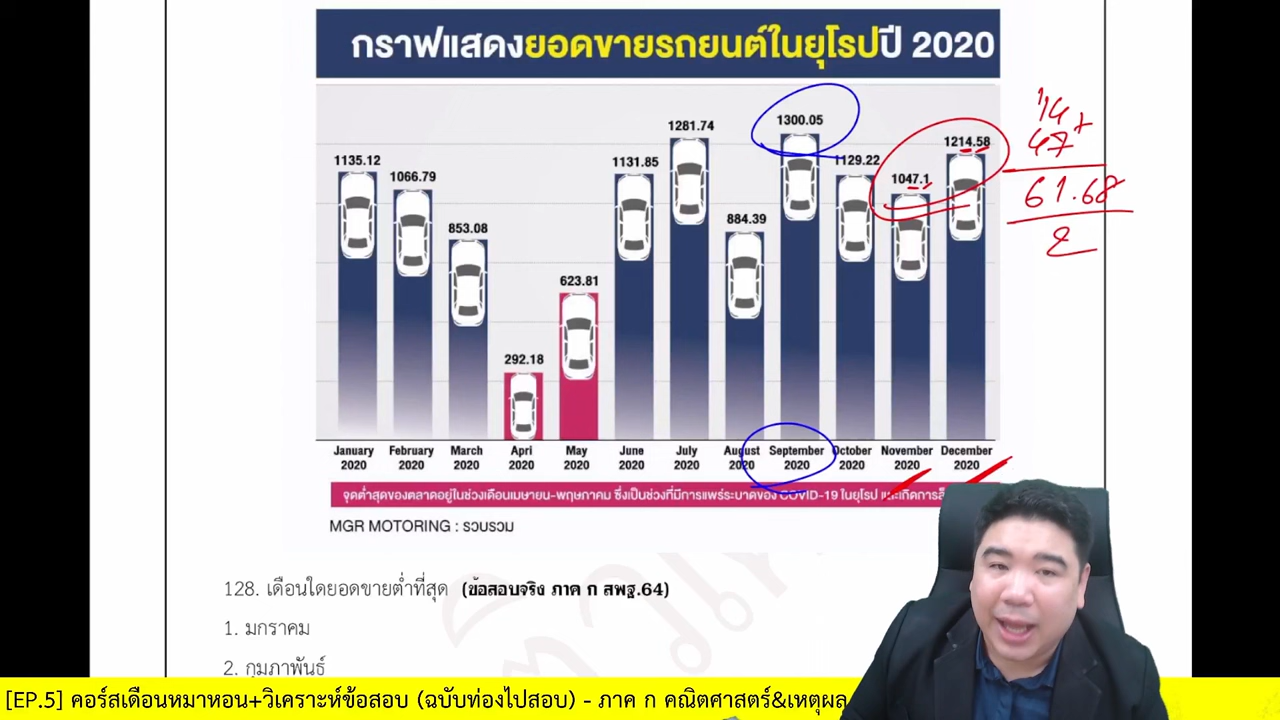 กราฟแสดงยอดขายรถยนต์ในยุโรปปี 2020
1135.12
1066.79
853.08
292.18
623.81
1131.85
1281.74
884.39
1300.05
1129.22
1047.1
1214.58
14
47+
61.68
2
January 2020
February 2020
March 2020
Apri 2020
May 2020
June 2020
July 2020
August 2020
September 2020
October 2020
November 2020
December 2020
จุดต่ำสุดของตลาดอยู่ในช่วงเดือนเมษายน-พฤษภาคม ซึ่งเป็นช่วงที่มีการแพร่ระบาดของ COVID-19 ในยุโรป และเกิดการ
MGR MOTORING : รวบรวม
128. เดือนใดยอดขายต่ำที่สุด (ข้อสอบจริง ภาค ก สพฐ.64)
1. มกราคม
2. กุมภาพันธ์
[EP.5] คอร์สเดือนหมาหอน+วิเคราะห์ข้อสอบ (ฉบับท่องไปสอบ) - ภาค ก คณิตศาสตร์&เหตุผล